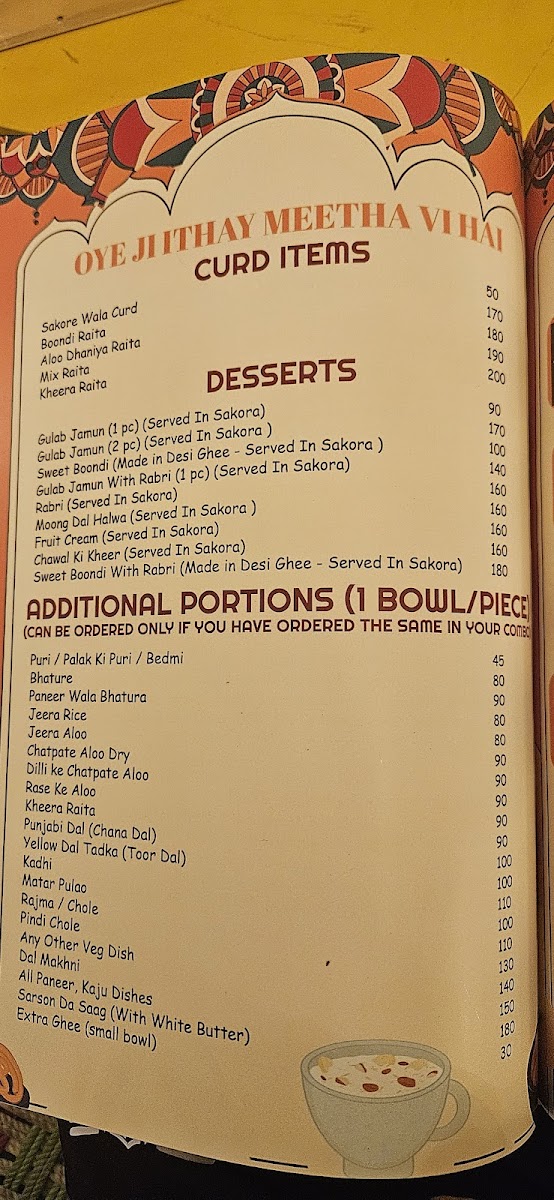 OYE JI ITHAY MEETHA VI HAI
CURD ITEMS
Sakore Wala Curd 50
Boondi Raita 170
Aloo Dhaniya Raita 180
Mix Raita 190
Kheera Raita 200
DESSERTS
Gulab Jamun (1 pc) (Served In Sakora) 90
Gulab Jamun (2 pc) (Served In Sakora ) 170
Sweet Boondi (Made in Desi Ghee - Served In Sakora ) 100
Gulab Jamun With Rabri (1 pc) (Served In Sakora) 140
Rabri (Served In Sakora) 160
Moong Dal Halwa (Served In Sakora ) 160
Fruit Cream (Served In Sakora) 160
Chawal Ki Kheer (Served In Sakora) 160
Sweet Boondi With Rabri (Made in Desi Ghee - Served In Sakora) 180
ADDITIONAL PORTIONS (1 BOWL/PIECE
(CAN BE ORDERED ONLY IF YOU HAVE ORDERED THE SAME IN YOUR COMBO
Puri / Palak Ki Puri / Bedmi 45
Bhature 80
Paneer Wala Bhatura 90
Jeera Rice 80
Jeera Aloo 80
Chatpate Aloo Dry 90
Dilli ke Chatpate Aloo 90
Rase Ke Aloo 90
Kheera Raita 90
Punjabi Dal (Chana Dal) 90
Yellow Dal Tadka (Toor Dal) 100
Kadhi 100
Matar Pulao 110
Rajma / Chole 100
Pindi Chole 110
Any Other Veg Dish 130
Dal Makhni 140
All Paneer, Kaju Dishes 150
Sarson Da Saag (With White Butter) 180
Extra Ghee (small bowl) 30